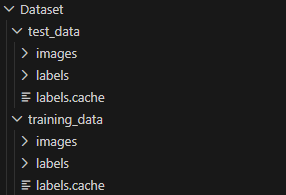 Dataset
test_data
images
labels
labels.cache
training_data
images
labels
labels.cache